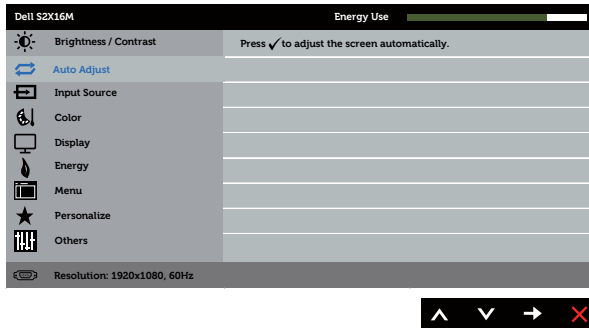 Dell S2X16M Energy Use
Brightness / Contrast
Press ✓ to adjust the screen automatically.
Auto Adjust
Input Source
Color
Display
Energy
Menu
Personalize
Others
Resolution: 1920x1080, 60Hz